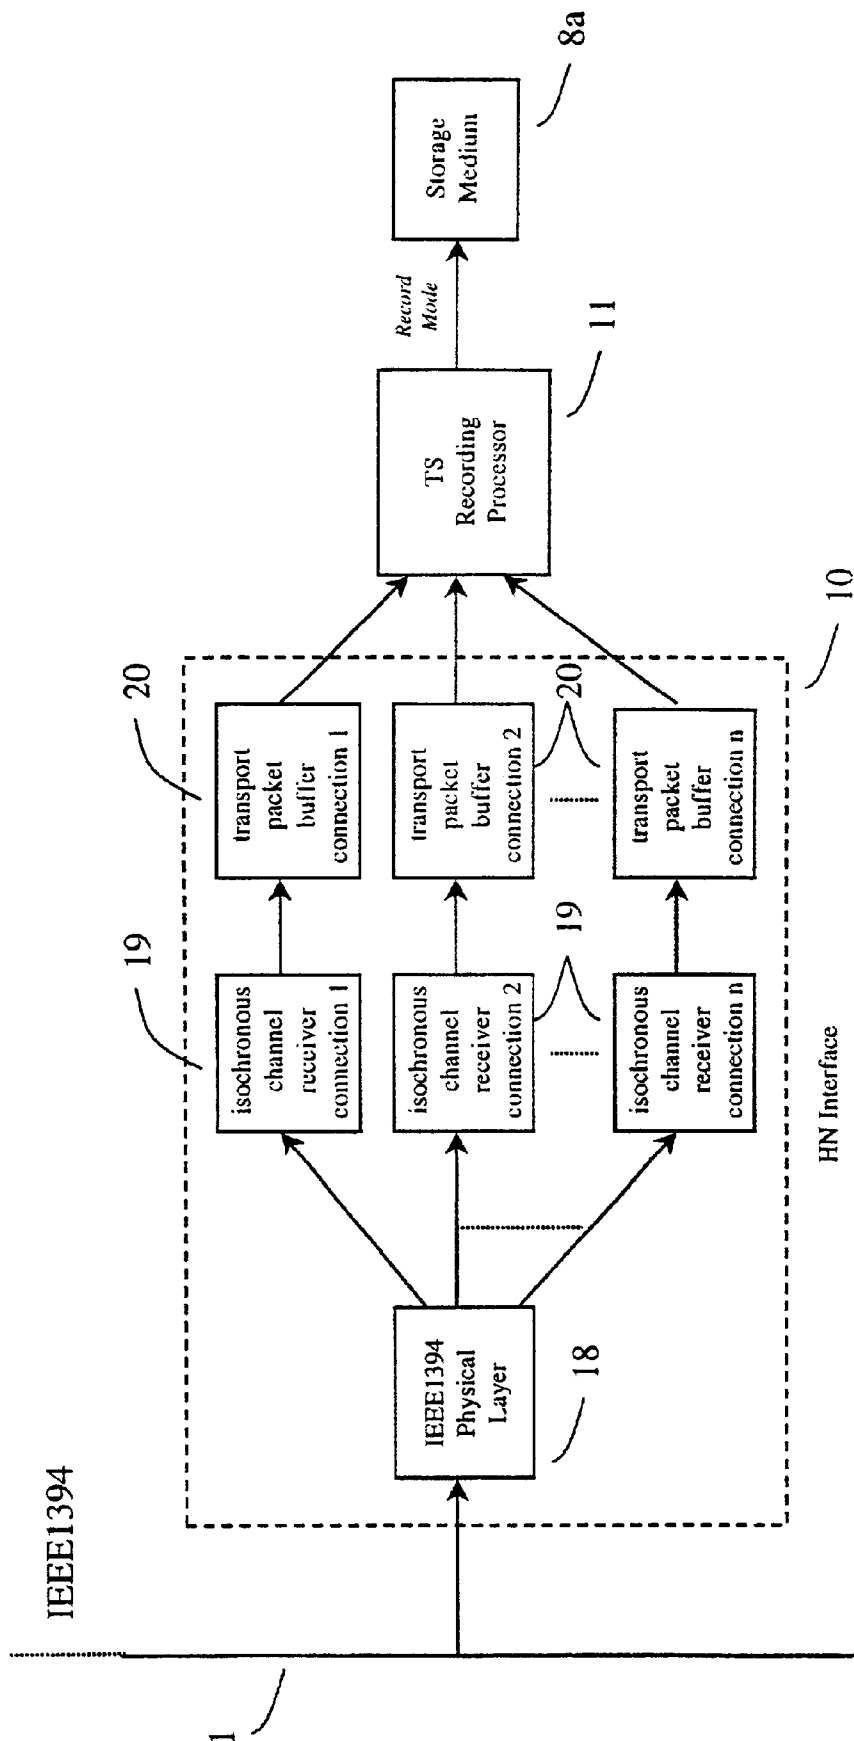 IEEE1394
1
IEEE1394
Physical
Layer
18
19
isochronous
channel
receiver
connection 1
isochronous
channel
receiver
connection 2
19
isochronous
channel
receiver
connection n
20
transport
packet
buffer
connection 1
transport
packet
buffer
connection 2
20
transport
packet
buffer
connection n
HN Interface
10
TS
Recording
Processor
11
Record
Mode
Storage
Medium
8a